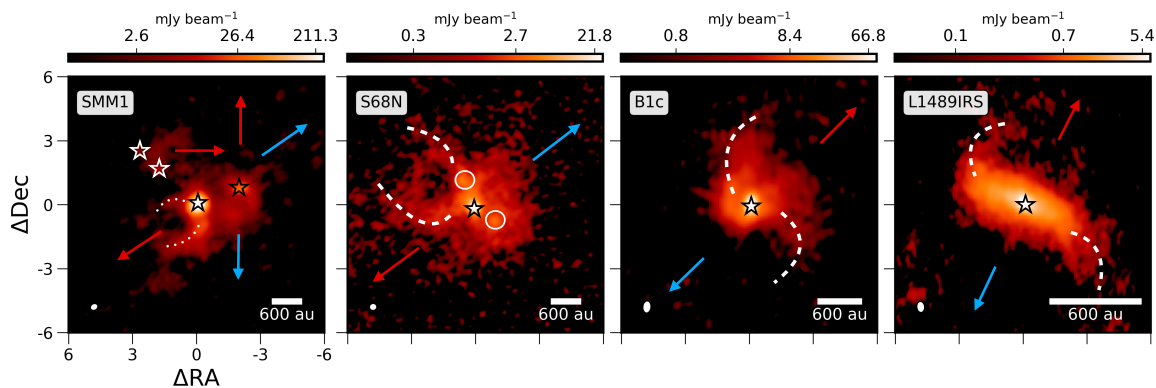 mJy beam⁻¹ mJy beam⁻¹ mJy beam⁻¹ mJy beam⁻¹
2.6 26.4 211.3 0.3 2.7 21.8 0.8 8.4 66.8 0.1 0.7 5.4
6
SMM1 S68N B1c L1489IRS
3
0
ΔDec
-3
600 au 600 au 600 au 600 au
-6
6 3 0 -3 -6
ΔRA